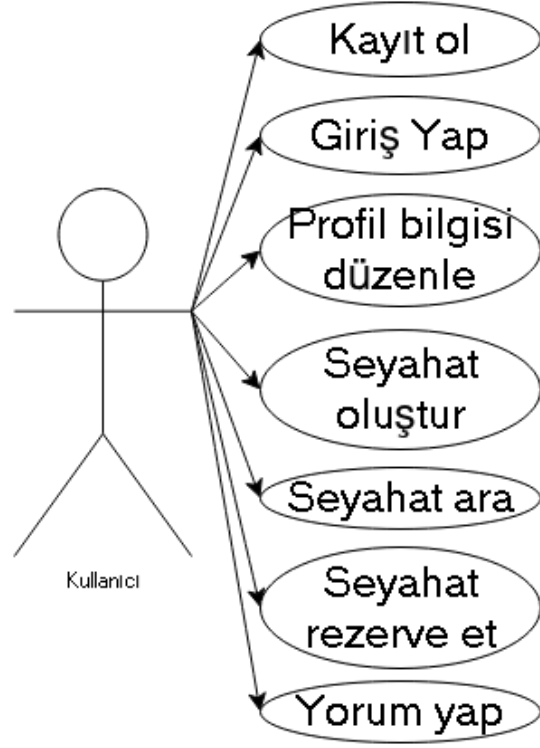 Kayıt ol
Giriş Yap
Profil bilgisi
düzenle
Seyahat
oluştur
Seyahat ara
Seyahat
rezerve et
Yorum yap
Kullanıcı